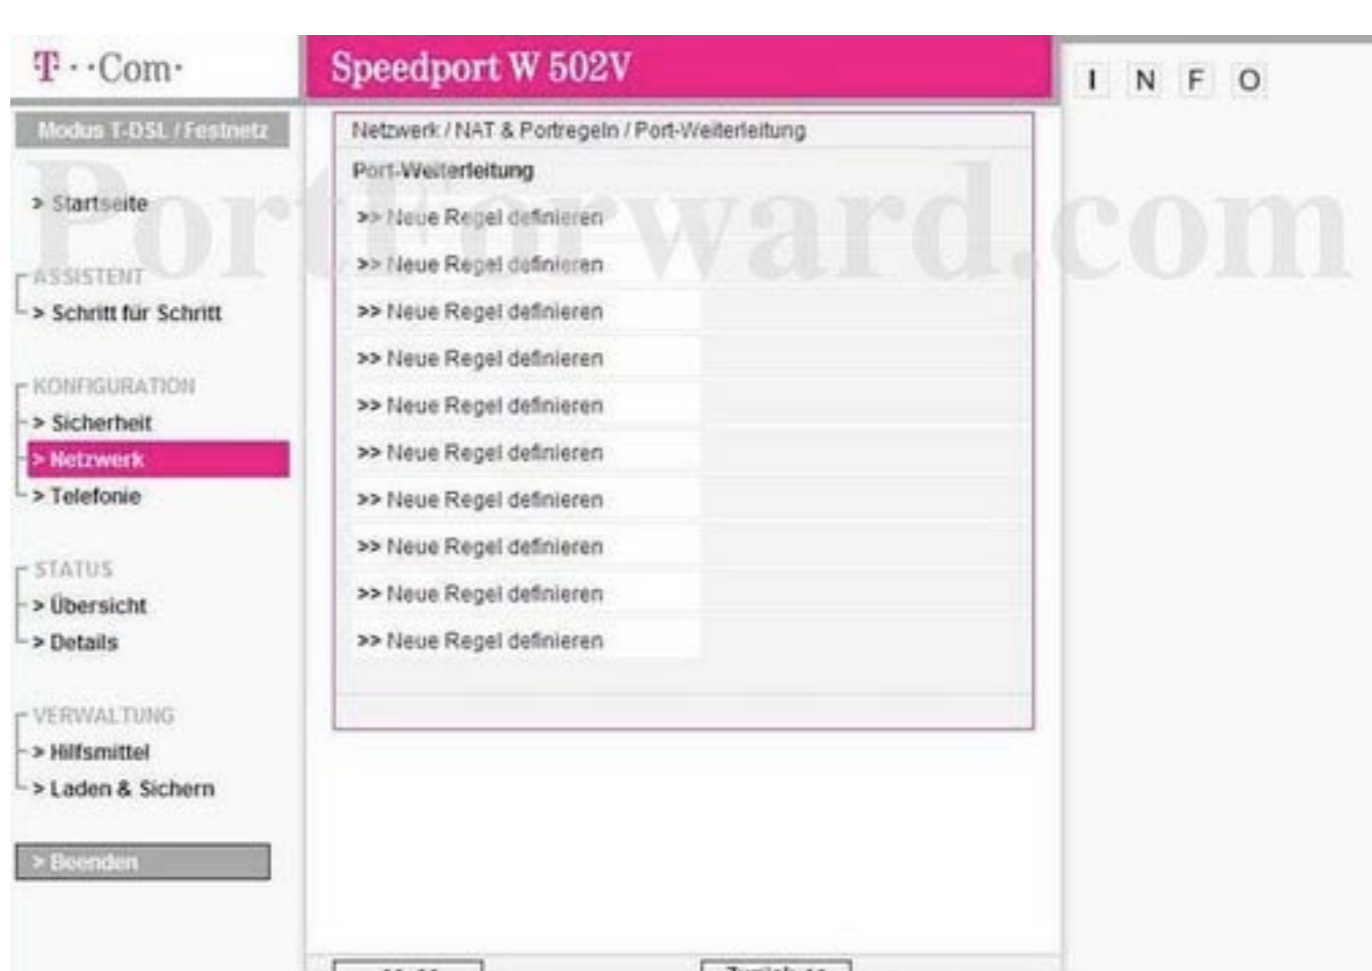 T··Com·
Speedport W 502V
INFO
Modus T-DSL / Festnetz
Netzwerk / NAT & Portregeln / Port-Weiterleitung
Port-Weiterleitung
PortForward.com
> Startseite
>> Neue Regel definieren
>> Neue Regel definieren
ASSISTENT
> Schritt für Schritt
>> Neue Regel definieren
>> Neue Regel definieren
KONFIGURATION
>> Neue Regel definieren
> Sicherheit
>> Neue Regel definieren
> Netzwerk
> Telefonie
>> Neue Regel definieren
>> Neue Regel definieren
STATUS
>> Neue Regel definieren
> Übersicht
> Details
>> Neue Regel definieren
VERWALTUNG
> Hilfsmittel
> Laden & Sichern
> Beenden